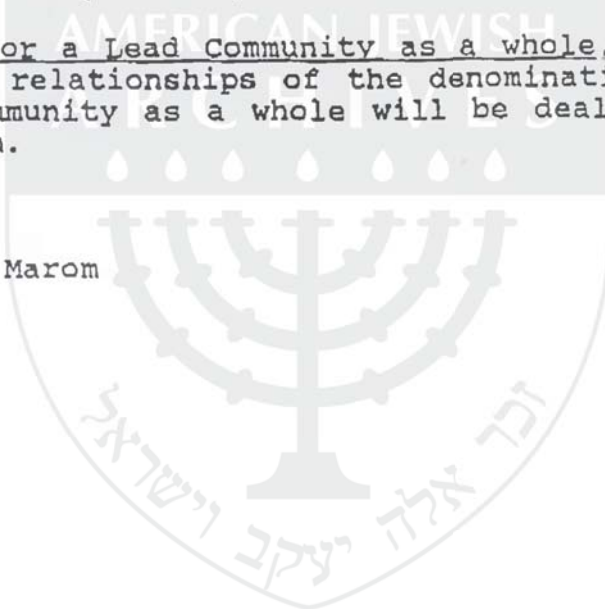 AMERICAN JEWISH
or a Lead Community as a whole,
relationships of the denominati
ARCHIVES
mmunity as a whole will be deal
Marom
זכר אלה יעקב וישראל